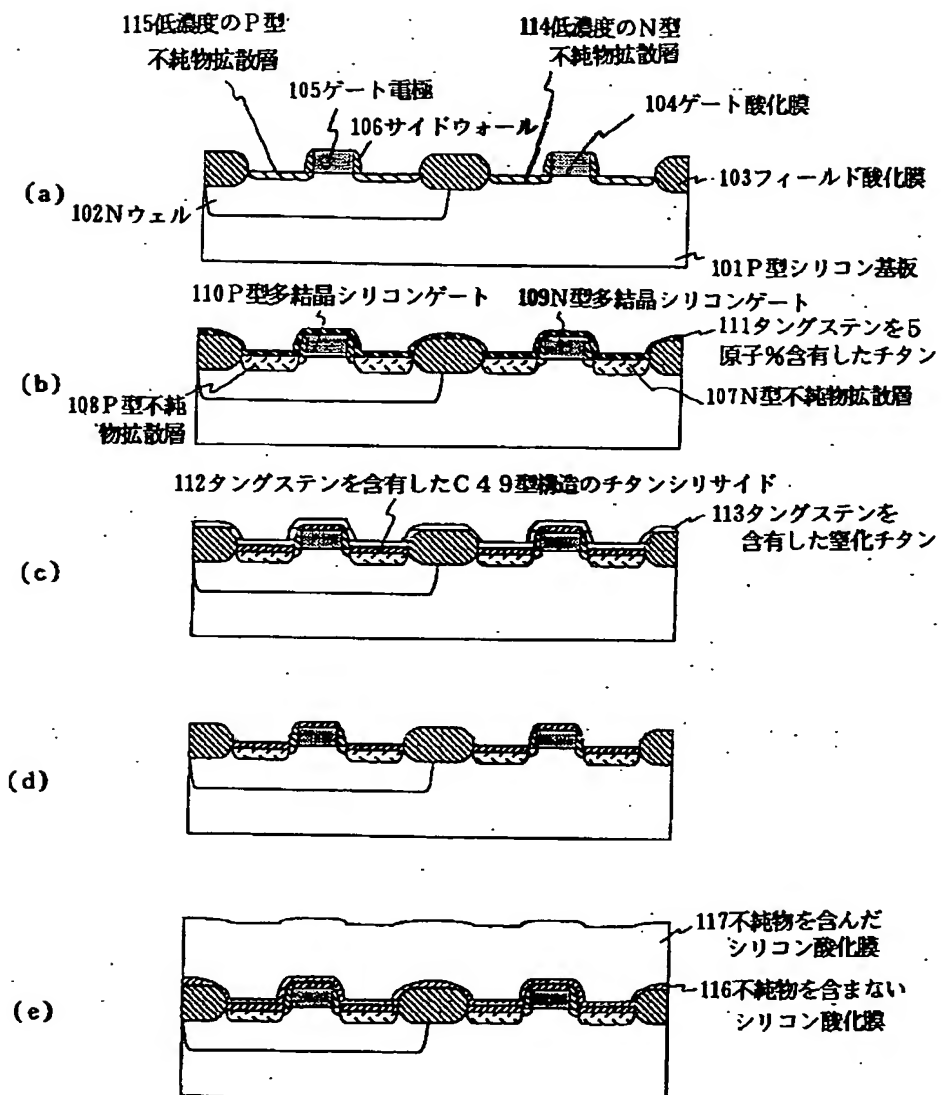 115低濃度のP型
不純物拡散層
114低濃度のN型
不純物拡散層
105ゲート電極
106サイドウォール
104ゲート酸化膜
(a)
102Nウェル
103フィールド酸化膜
101P型シリコン基板
110P型多結晶シリコンゲート
109N型多結晶シリコンゲート
111タングステンを5
原子%含有したチタン
(b)
108P型不純
物拡散層
107N型不純物拡散層
112タングステンを含有したC49型構造のチタンシリサイド
113タングステンを
含有した窒化チタン
(c)
(d)
117不純物を含んだ
シリコン酸化膜
(e)
116不純物を含まない
シリコン酸化膜